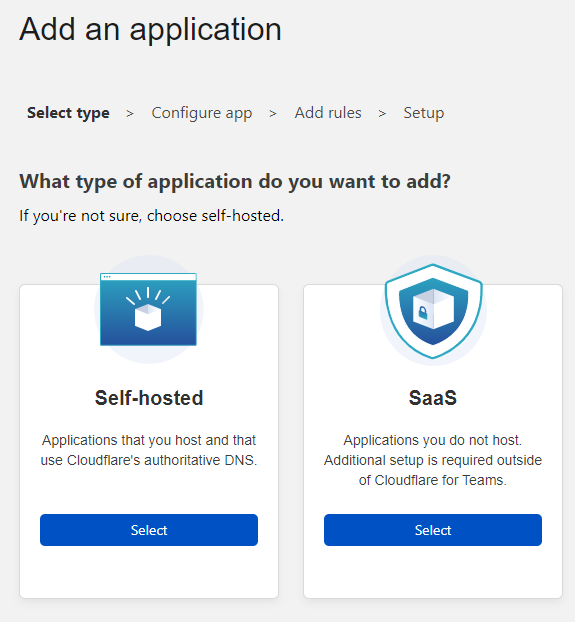 Add an application
Select type > Configure app > Add rules > Setup
What type of application do you want to add?
If you're not sure, choose self-hosted.
Self-hosted
Applications that you host and that
use Cloudflare's authoritative DNS.
Select
SaaS
Applications you do not host.
Additional setup is required outside
of Cloudflare for Teams.
Select